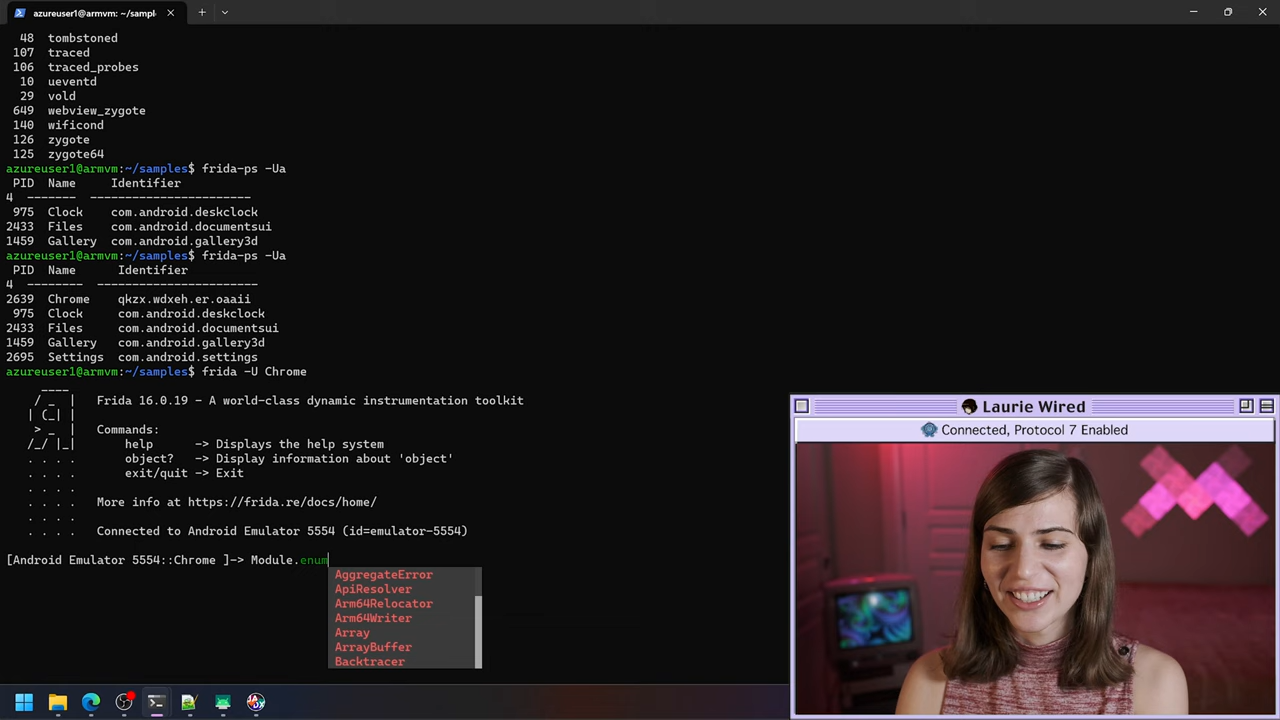 azureuser1@armvm: ~/sampl
48 tombstoned
107 traced
106 traced_probes
10 ueventd
29 vold
649 webview_zygote
140 wificond
126 zygote
125 zygote64
azureuser1@armvm:~/samples$ frida-ps -Ua
PID Name Identifier
4 ------- -----------------------
975 Clock com.android.deskclock
2433 Files com.android.documentsui
1459 Gallery com.android.gallery3d
azureuser1@armvm:~/samples$ frida-ps -Ua
PID Name Identifier
4 -------- -----------------------
2639 Chrome qkzx.wdxeh.er.oaaii
975 Clock com.android.deskclock
2433 Files com.android.documentsui
1459 Gallery com.android.gallery3d
2695 Settings com.android.settings
azureuser1@armvm:~/samples$ frida -U Chrome
____
/ _ | Frida 16.0.19 - A world-class dynamic instrumentation toolkit
| (_| |
> _ | Commands:
/_/ |_| help -> Displays the help system
. . . . object? -> Display information about 'object'
. . . . exit/quit -> Exit
. . . .
. . . . More info at https://frida.re/docs/home/
. . . .
. . . . Connected to Android Emulator 5554 (id=emulator-5554)
[Android Emulator 5554::Chrome ]-> Module.enum
AggregateError
ApiResolver
Arm64Relocator
Arm64Writer
Array
ArrayBuffer
Backtracer
Laurie Wired
Connected, Protocol 7 Enabled